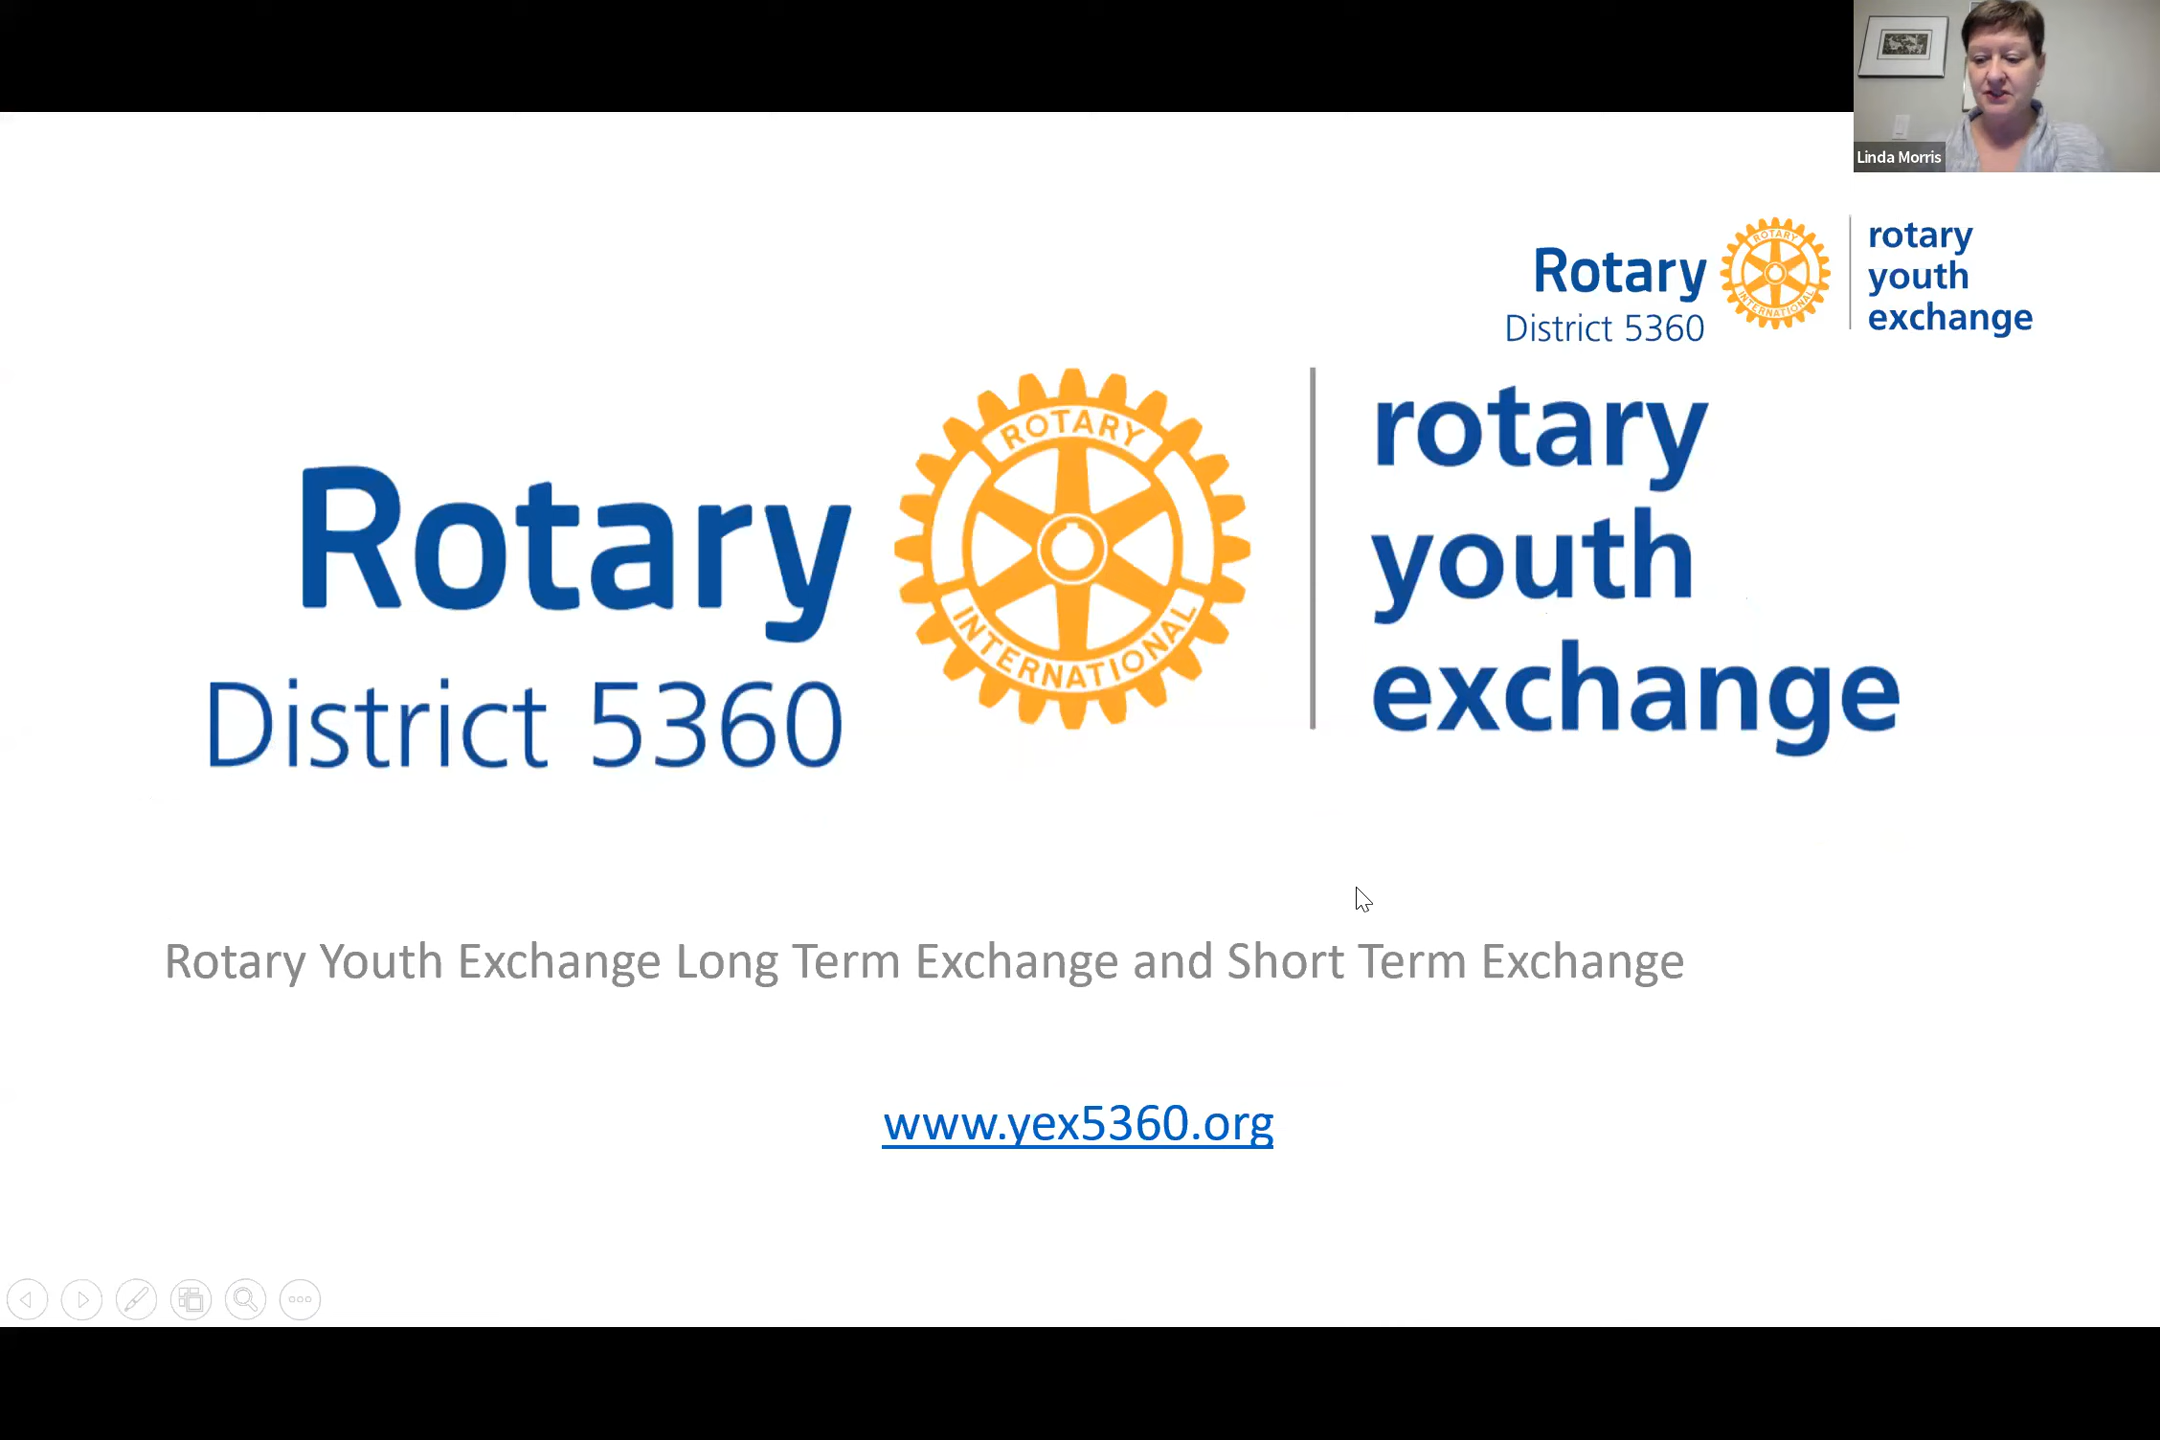 Linda Morris
Rotary
District 5360
ROTARY
INTERNATIONAL
rotary
youth
exchange
Rotary
District 5360
ROTARY
INTERNATIONAL
rotary
youth
exchange
Rotary Youth Exchange Long Term Exchange and Short Term Exchange
www.yex5360.org